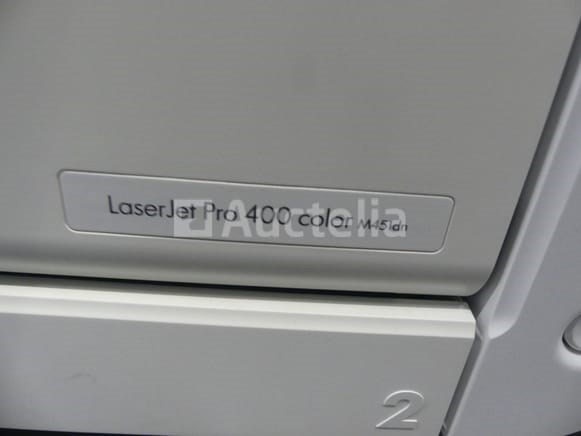 LaserJet Pro 400 color M451dn
Auctelia
2